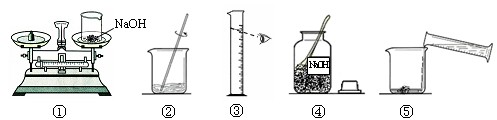 NaOH
NaOH
① ② ③ ④ ⑤